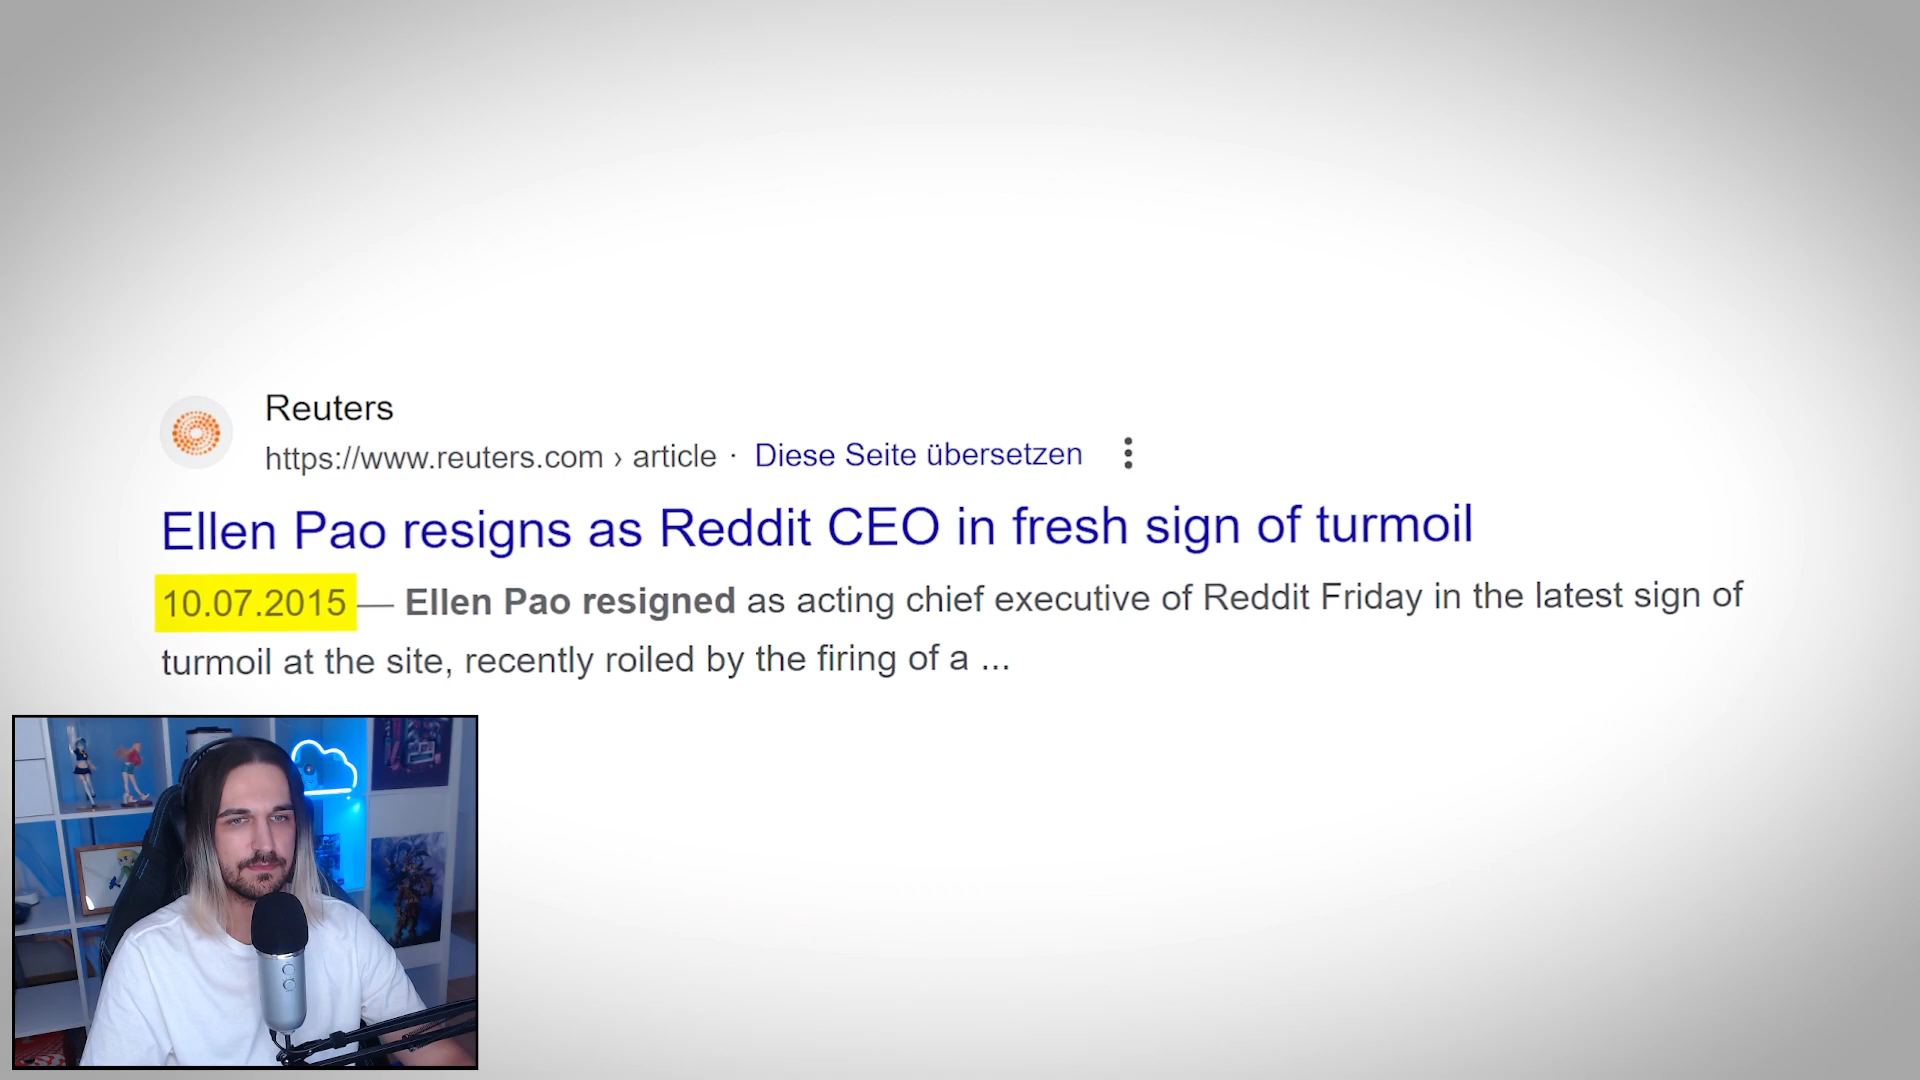 Reuters
https://www.reuters.com › article · Diese Seite übersetzen
Ellen Pao resigns as Reddit CEO in fresh sign of turmoil
10.07.2015 — Ellen Pao resigned as acting chief executive of Reddit Friday in the latest sign of
turmoil at the site, recently roiled by the firing of a ...